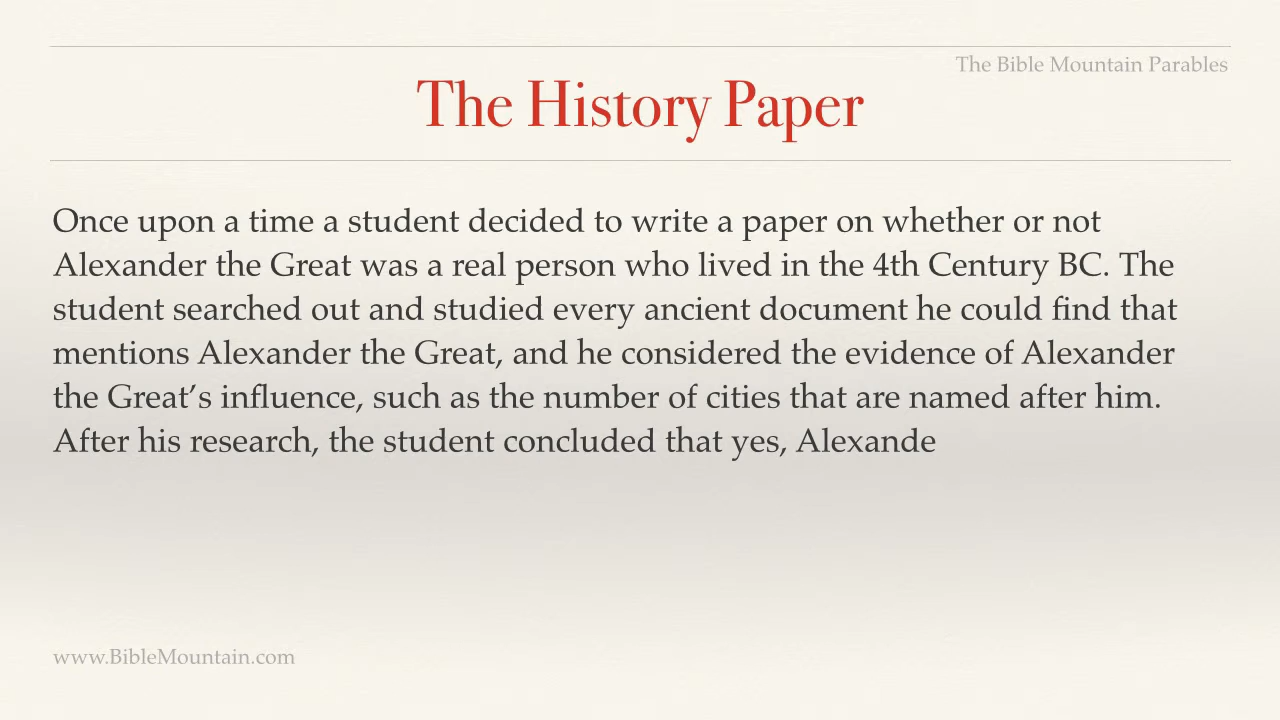 The Bible Mountain Parables
The History Paper
Once upon a time a student decided to write a paper on whether or not
Alexander the Great was a real person who lived in the 4th Century BC. The
student searched out and studied every ancient document he could find that
mentions Alexander the Great, and he considered the evidence of Alexander
the Great’s influence, such as the number of cities that are named after him.
After his research, the student concluded that yes, Alexande
www.BibleMountain.com